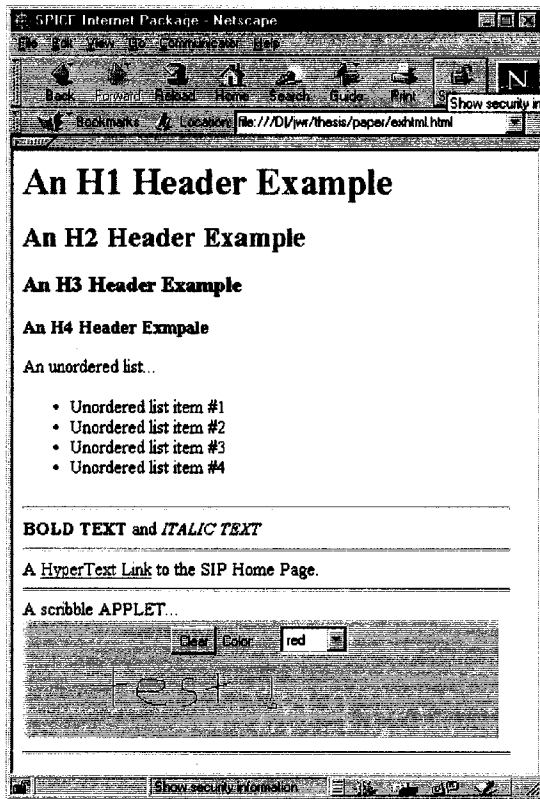 SPICE Internet Package - Netscape
File Edit View Go Communicator Help
Back Forward Reload Home Search Guide Print
Show security in
Bookmarks Location: file:///D|/jwr/thesis/paper/exhtml.html
An H1 Header Example
An H2 Header Example
An H3 Header Example
An H4 Header Exmpale
An unordered list...
• Unordered list item #1
• Unordered list item #2
• Unordered list item #3
• Unordered list item #4
BOLD TEXT and ITALIC TEXT
A HyperText Link to the SIP Home Page.
A scribble APPLET...
Clear Color red
Show security information